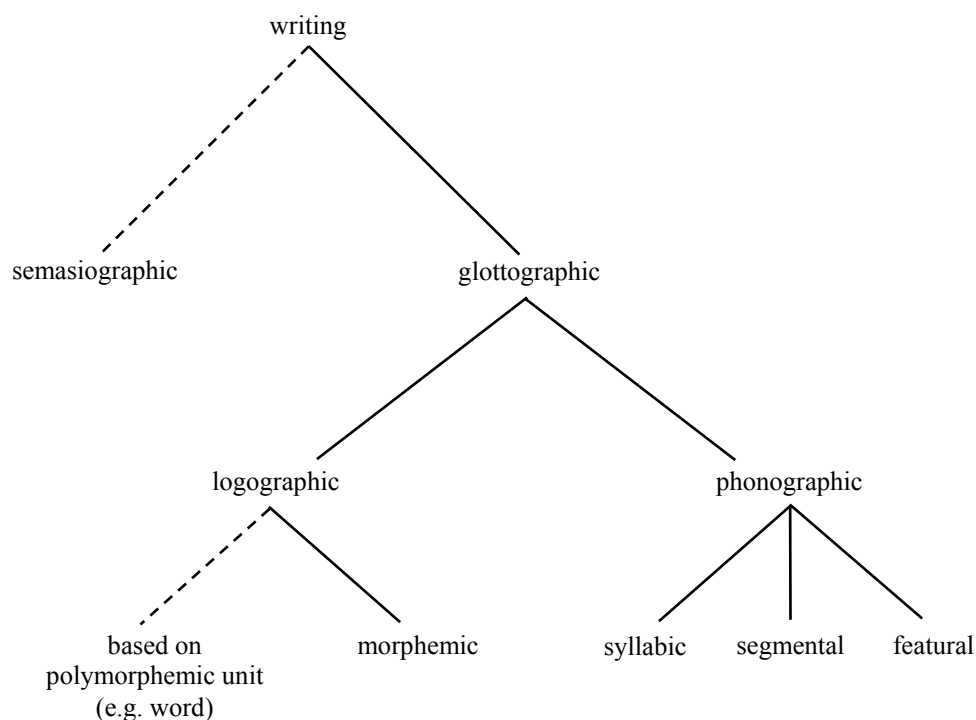 writing
semasiographic
glottographic
logographic
phonographic
based on
polymorphemic unit
(e.g. word)
morphemic
syllabic
segmental
featural